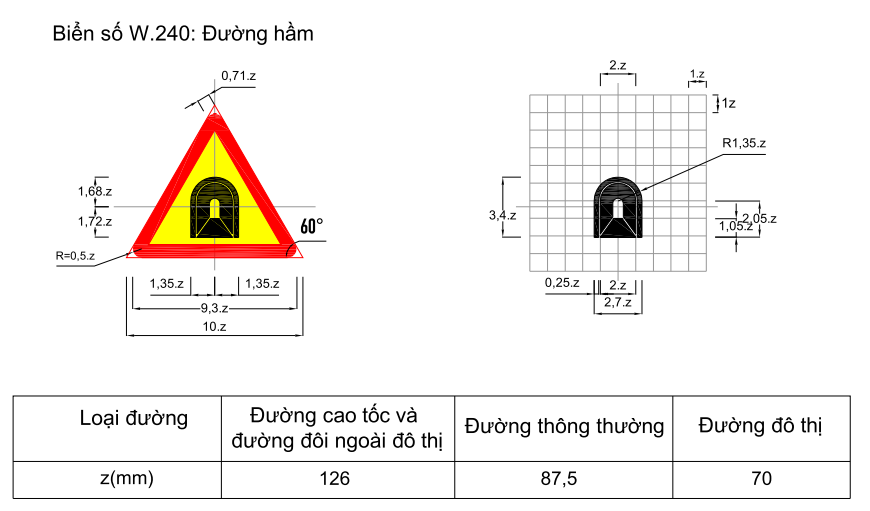 Biển số W.240: Đường hầm
0,71.z
2.z
1.z
1z
R1,35.z
1,68.z
1,72.z
60°
R=0,5.z
3,4.z
2,05.z
1,05.z
1,35.z
1,35.z
9,3.z
10.z
0,25.z
2.z
2,7.z
Loại đường
Đường cao tốc và
đường đôi ngoài đô thị
Đường thông thường
Đường đô thị
z(mm)
126
87,5
70